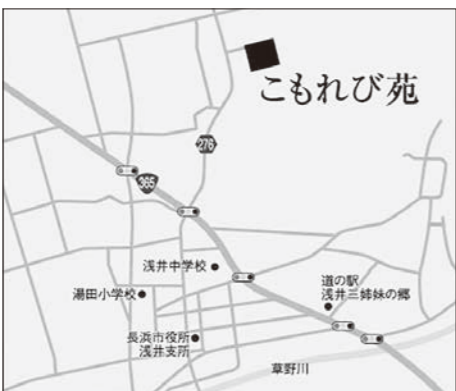 こもれび苑
276
365
浅井中学校
湯田小学校
道の駅
浅井三姉妹の郷
長浜市役所
浅井支所
草野川